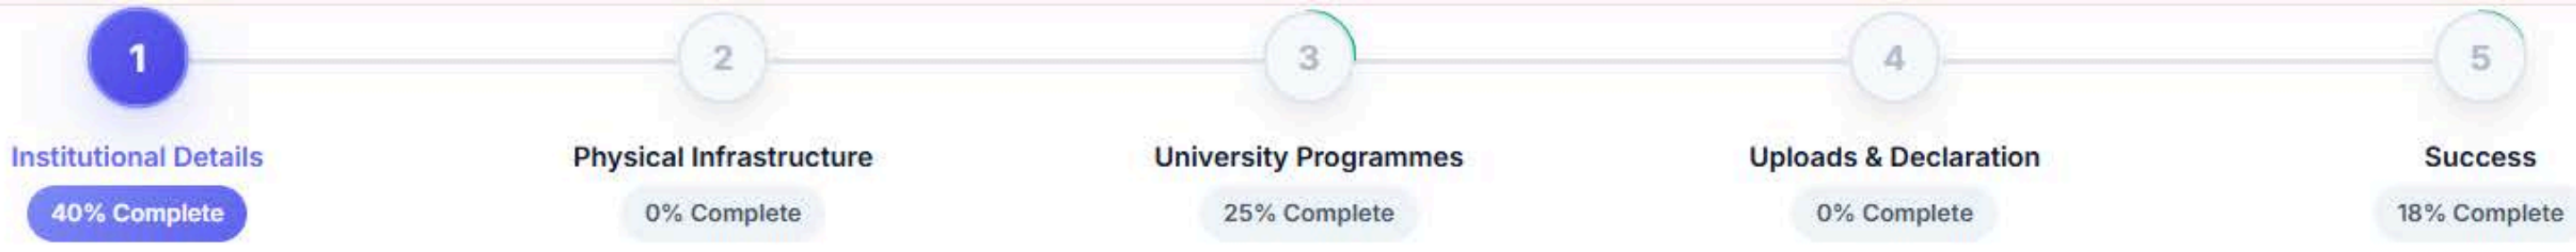 1 2 3 4 5
Institutional Details Physical Infrastructure University Programmes Uploads & Declaration Success
40% Complete 0% Complete 25% Complete 0% Complete 18% Complete